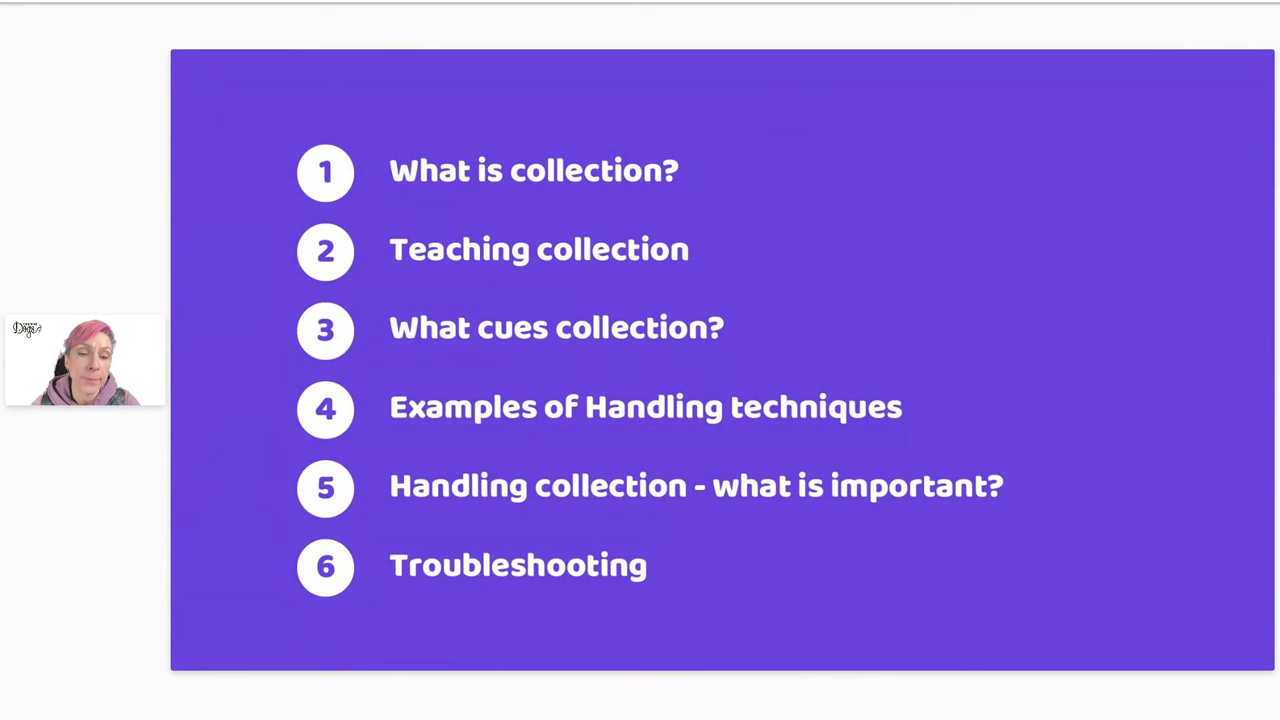 1 What is collection?
2 Teaching collection
3 What cues collection?
4 Examples of Handling techniques
5 Handling collection - what is important?
6 Troubleshooting